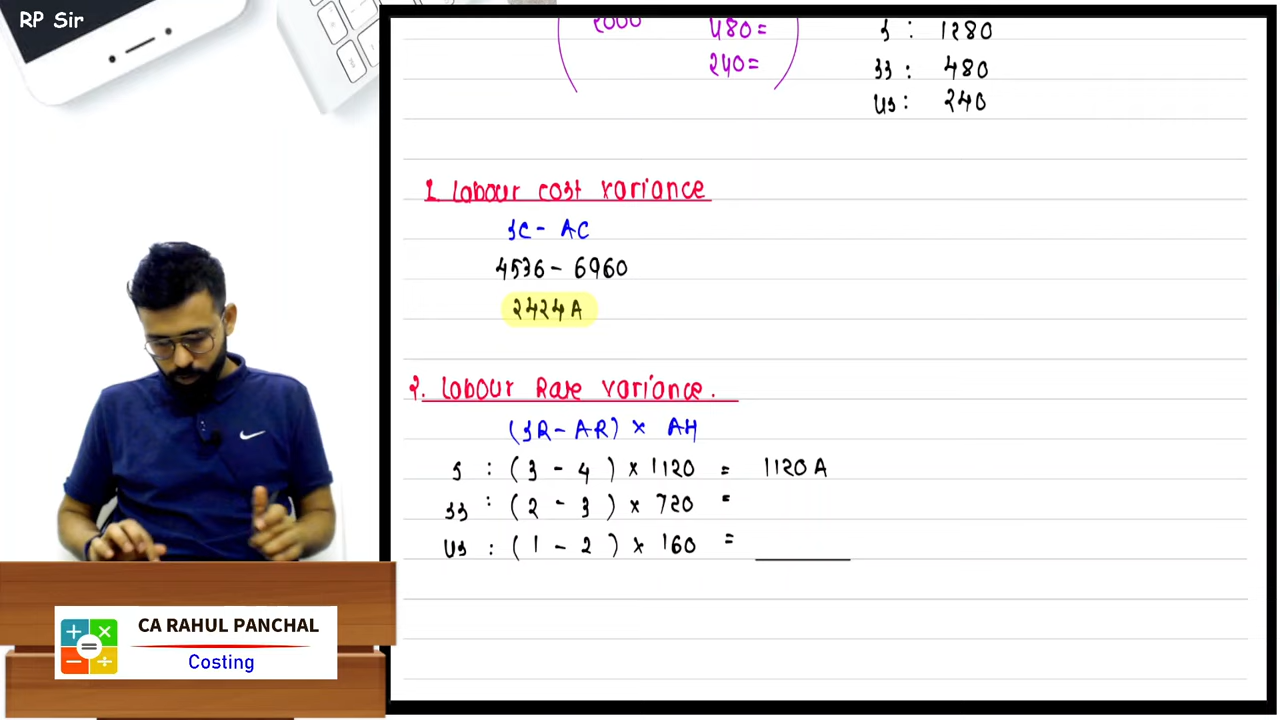 RP Sir
2000 480=
240=
S : 1280
SS : 480
US : 240
1. Labour cost variance
SC - AC
4536 - 6960
2424 A
2. Labour Rate variance.
(SR - AR) × AH
S : (3 - 4) × 1120 = 1120 A
SS : (2 - 3) × 720 =
US : (1 - 2) × 160 =
CA RAHUL PANCHAL
Costing